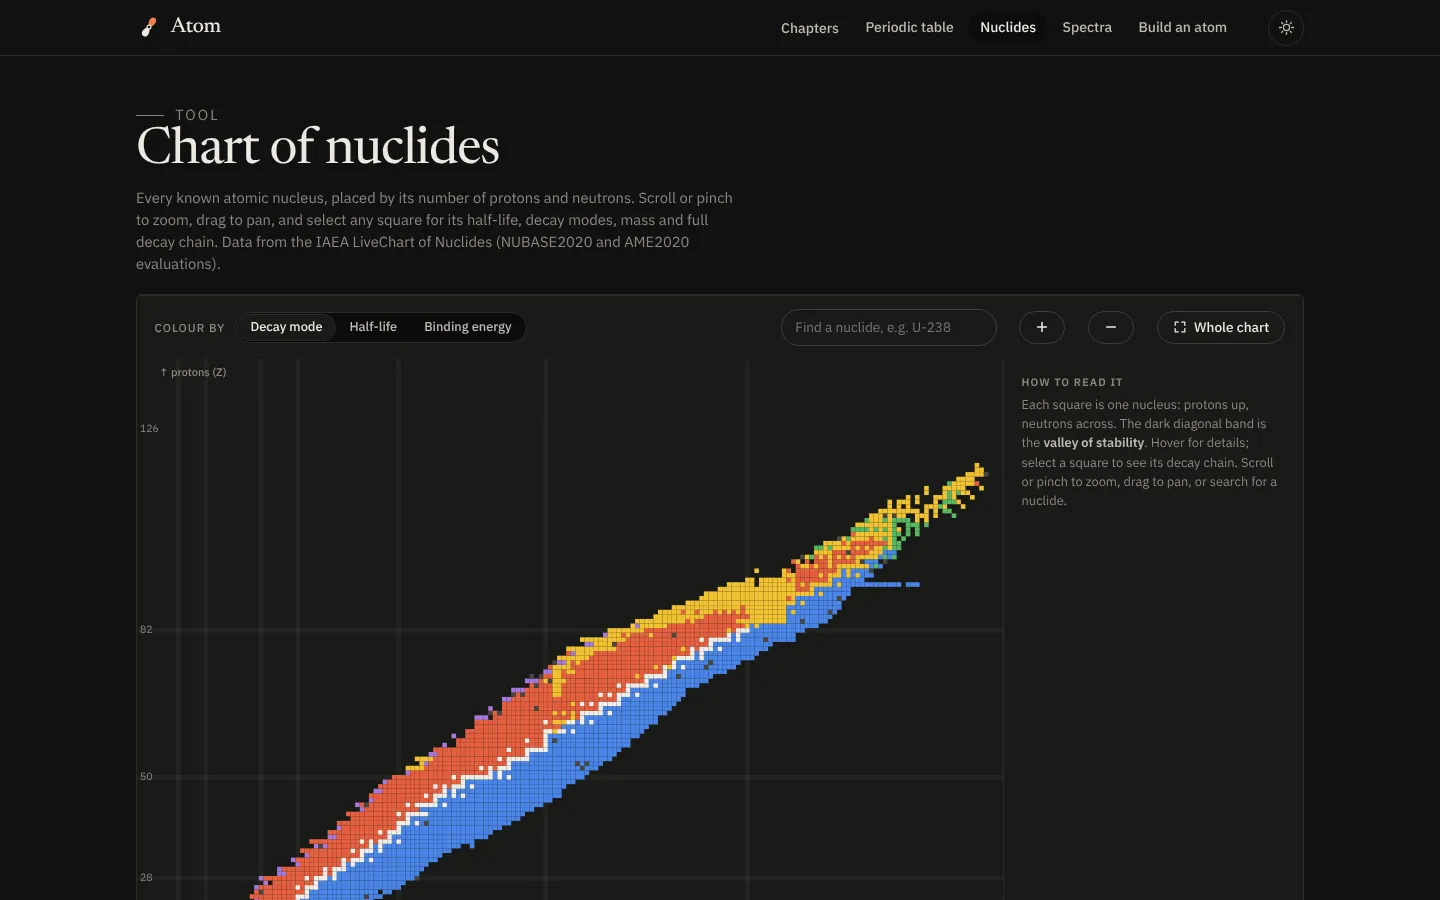 Atom
Chapters
Periodic table
Nuclides
Spectra
Build an atom
TOOL
Chart of nuclides
Every known atomic nucleus, placed by its number of protons and neutrons. Scroll or pinch
to zoom, drag to pan, and select any square for its half-life, decay modes, mass and full
decay chain. Data from the IAEA LiveChart of Nuclides (NUBASE2020 and AME2020
evaluations).
COLOUR BY
Decay mode
Half-life
Binding energy
Find a nuclide, e.g. U-238
+
−
Whole chart
↑ protons (Z)
126
82
50
28
HOW TO READ IT
Each square is one nucleus: protons up,
neutrons across. The dark diagonal band is
the valley of stability. Hover for details;
select a square to see its decay chain. Scroll
or pinch to zoom, drag to pan, or search for a
nuclide.